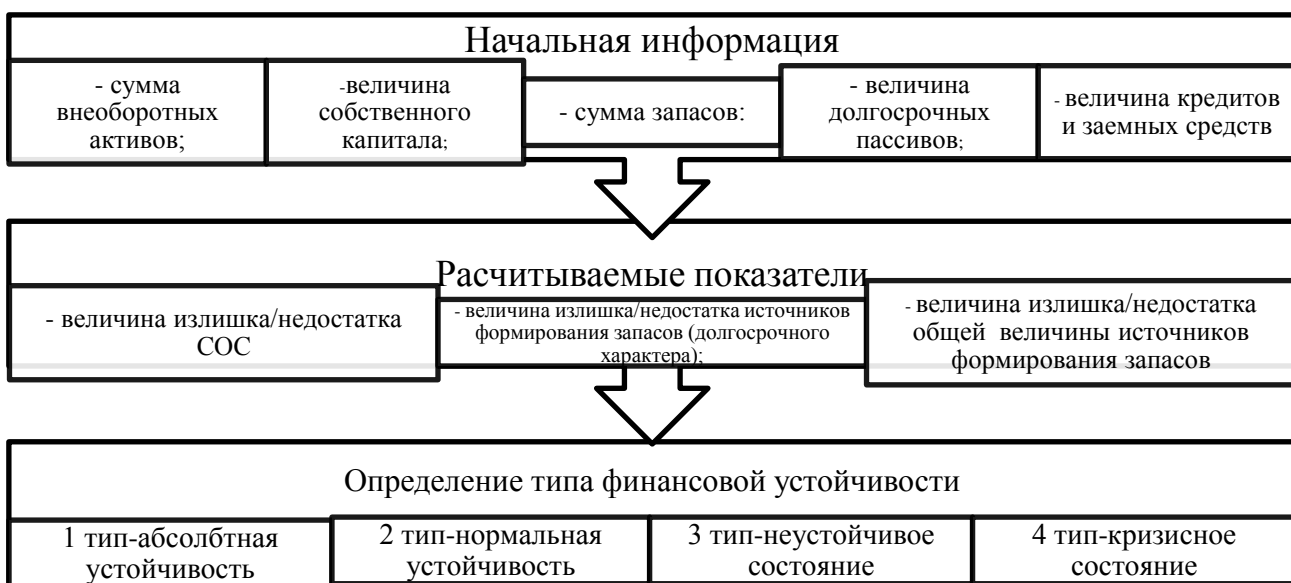 Начальная информация
- сумма
внеоборотных
активов;
-величина
собственного
капитала;
- сумма запасов:
- величина
долгосрочных
пассивов;
- величина кредитов
и заемных средств
Расчитываемые показатели
- величина излишка/недостатка
СОС
- величина излишка/недостатка источников
формирования запасов (долгосрочного
характера);
- величина излишка/недостатка
общей величины источников
формирования запасов
Определение типа финансовой устойчивости
1 тип-абсолбтная
устойчивость
2 тип-нормальная
устойчивость
3 тип-неустойчивое
состояние
4 тип-кризисное
состояние